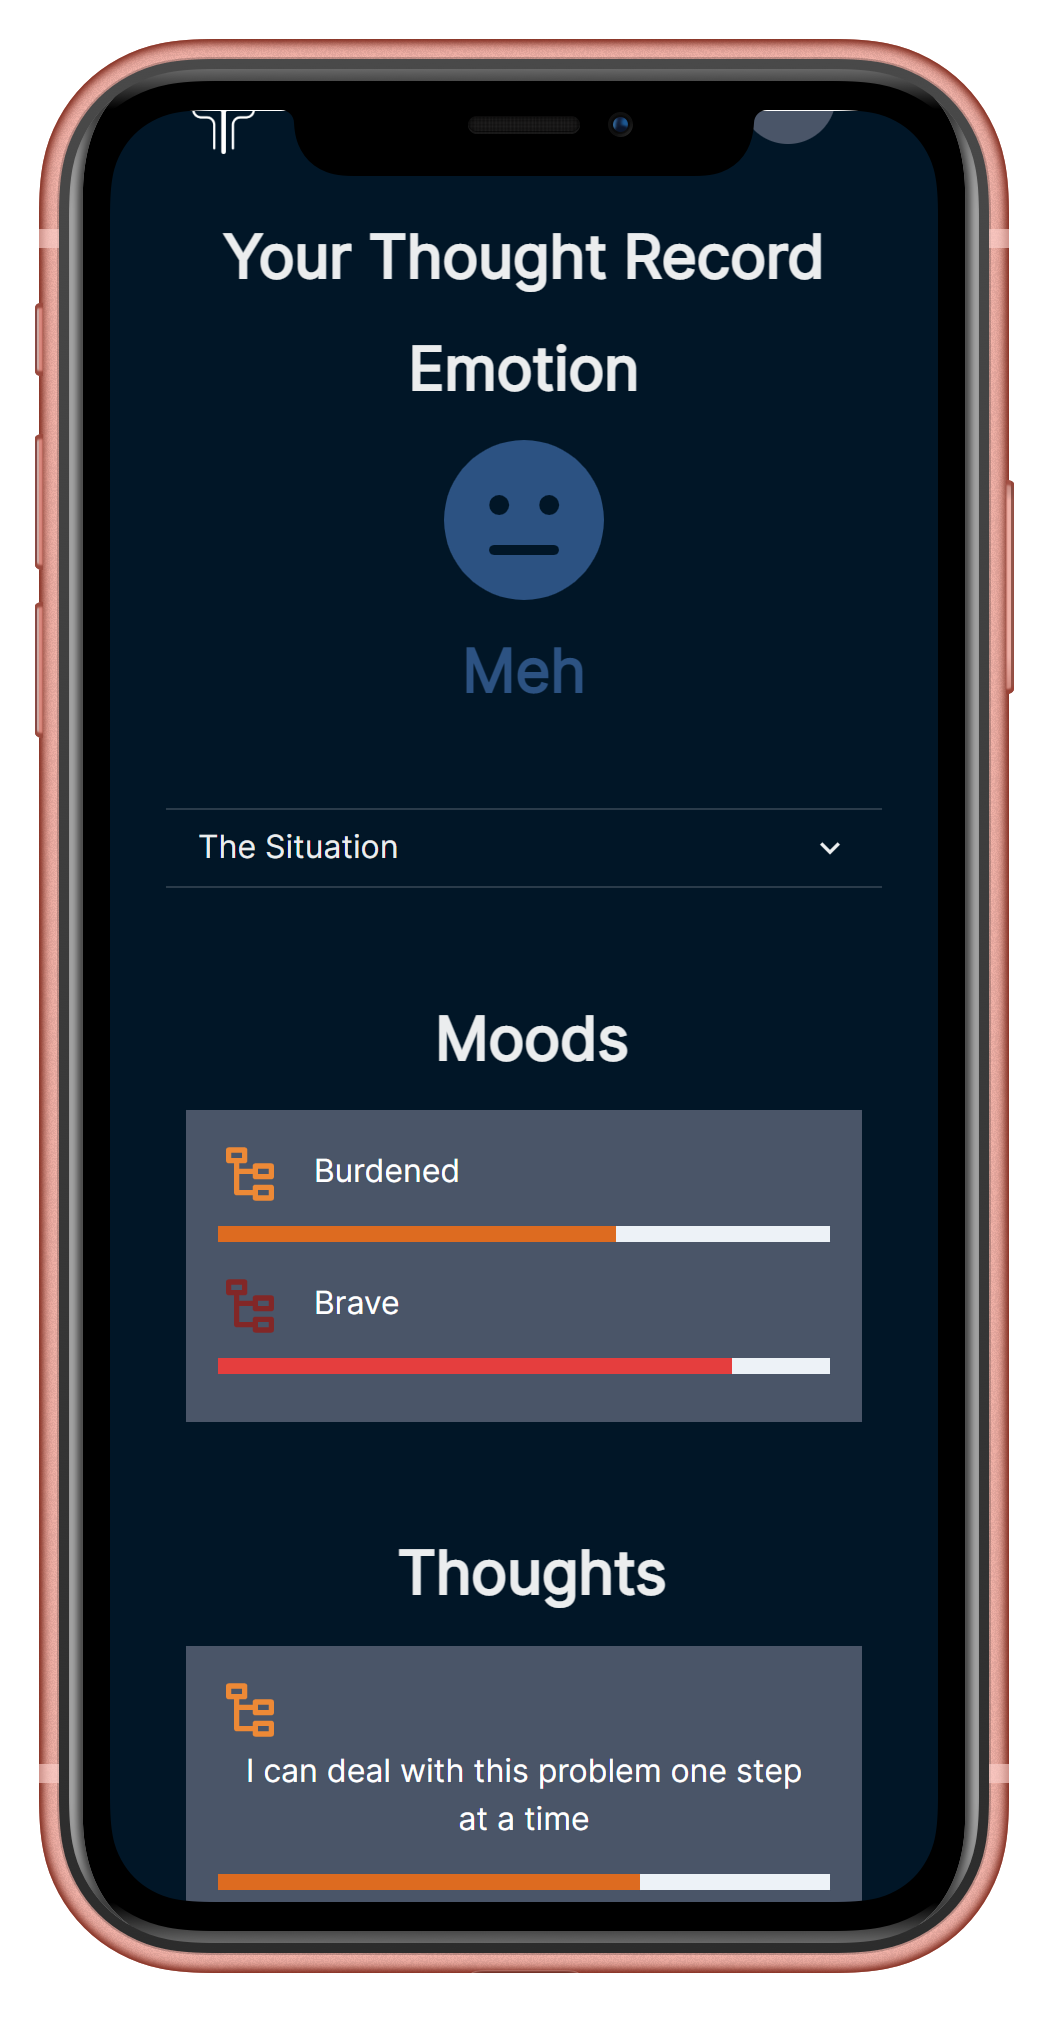 Your Thought Record
Emotion
Meh
The Situation
Moods
Burdened
Brave
Thoughts
I can deal with this problem one step
at a time